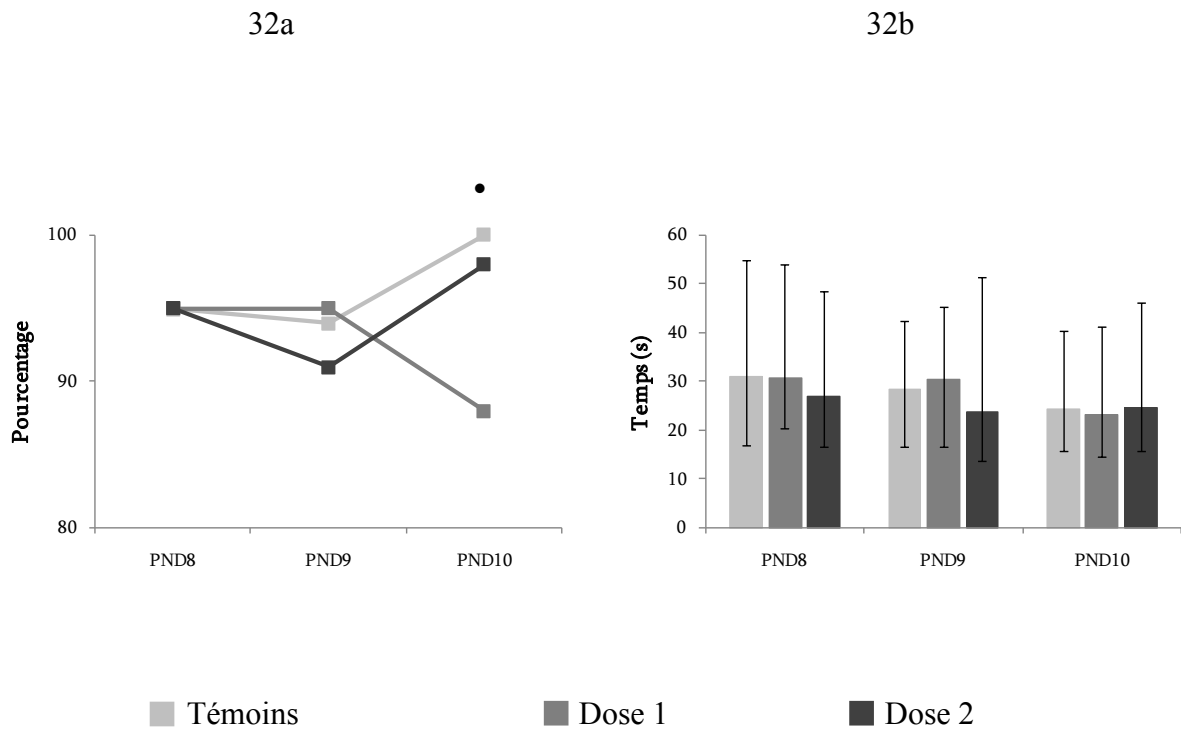 32a
32b
Pourcentage
100
90
80
PND8
PND9
PND10
Temps (s)
60
50
40
30
20
10
0
PND8
PND9
PND10
Témoins
Dose 1
Dose 2